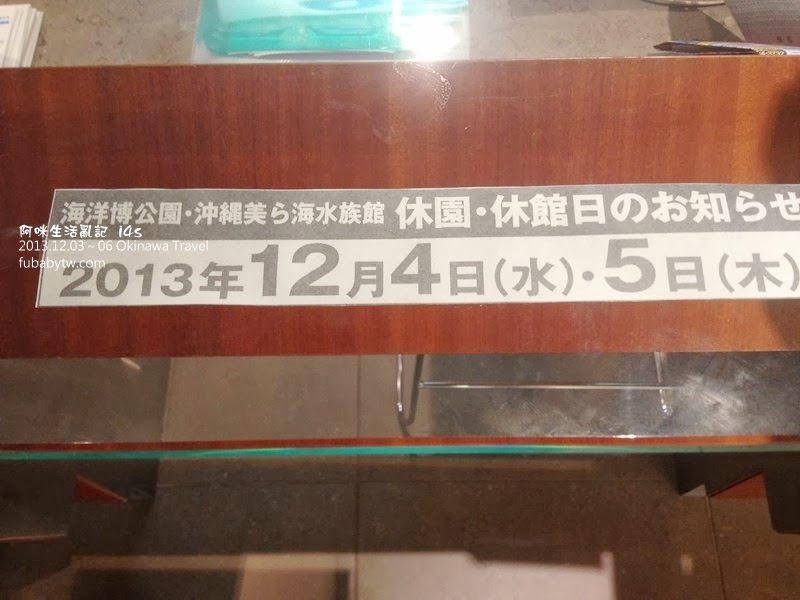 海洋博公園・沖縄美ら海水族館 休園・休館日のお知らせ
2013年12月4日(水)・5日(木)
阿咪生活亂記 14s
2013.12.03~06 Okinawa Travel
fubabytw.com